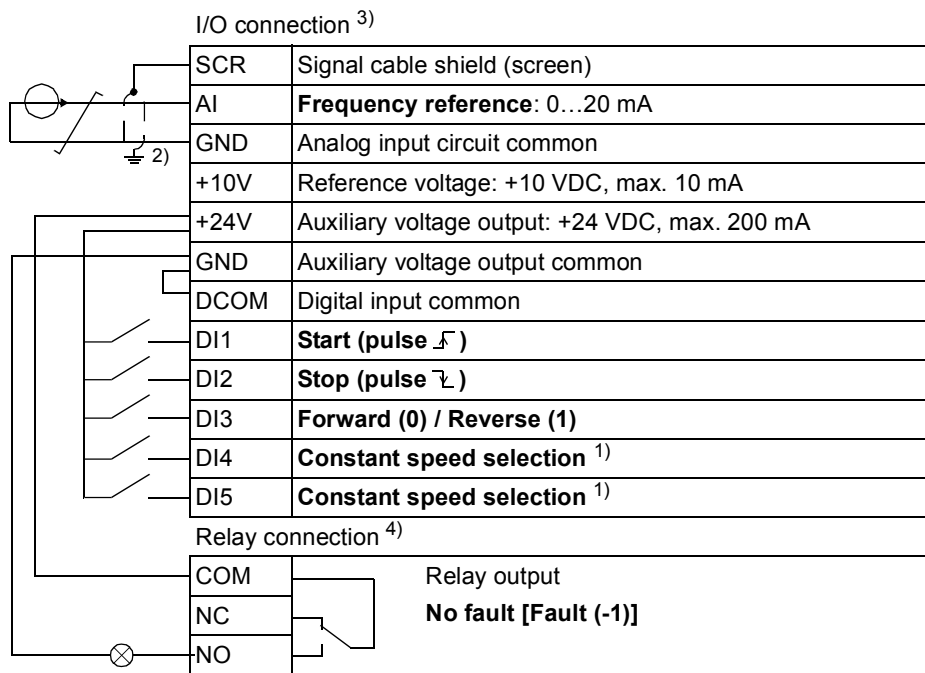 I/O connection 3)
SCR Signal cable shield (screen)
AI Frequency reference: 0…20 mA
GND Analog input circuit common
2)
+10V Reference voltage: +10 VDC, max. 10 mA
+24V Auxiliary voltage output: +24 VDC, max. 200 mA
GND Auxiliary voltage output common
DCOM Digital input common
DI1 Start (pulse )
DI2 Stop (pulse )
DI3 Forward (0) / Reverse (1)
DI4 Constant speed selection 1)
DI5 Constant speed selection 1)
Relay connection 4)
COM Relay output
NC No fault [Fault (-1)]
NO